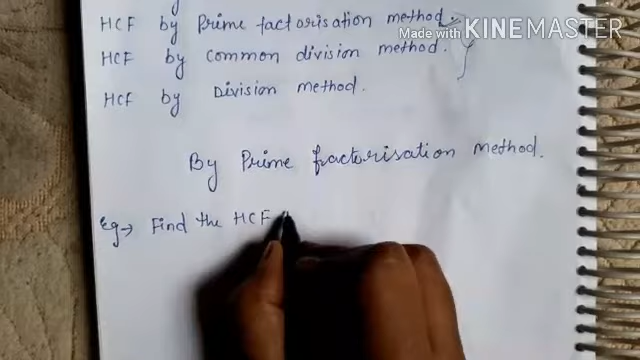 HCF by Prime factorisation method.
Made with KINEMASTER
HCF by common division method.
HCF by Division method.
By Prime fractorisation method.
Eg→ Find the HCF